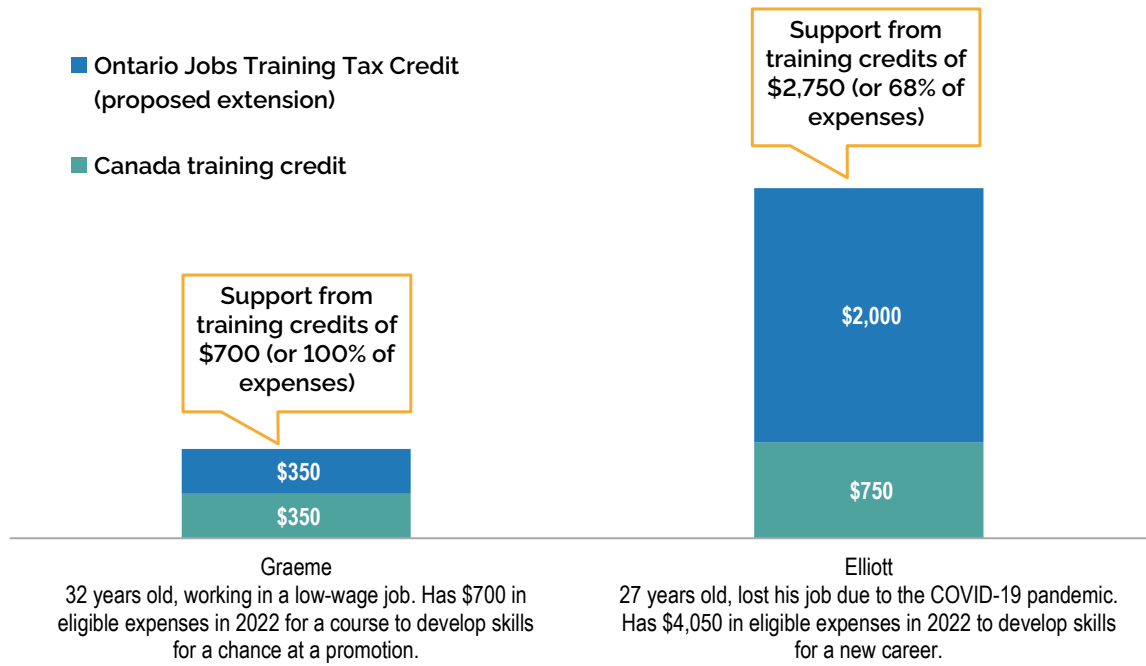 Ontario Jobs Training Tax Credit
(proposed extension)
Canada training credit
Support from
training credits of
$700 (or 100% of
expenses)
$350
$350
Support from
training credits of
$2,750 (or 68% of
expenses)
$2,000
$750
Graeme
32 years old, working in a low-wage job. Has $700 in
eligible expenses in 2022 for a course to develop skills
for a chance at a promotion.
Elliott
27 years old, lost his job due to the COVID-19 pandemic.
Has $4,050 in eligible expenses in 2022 to develop skills
for a new career.